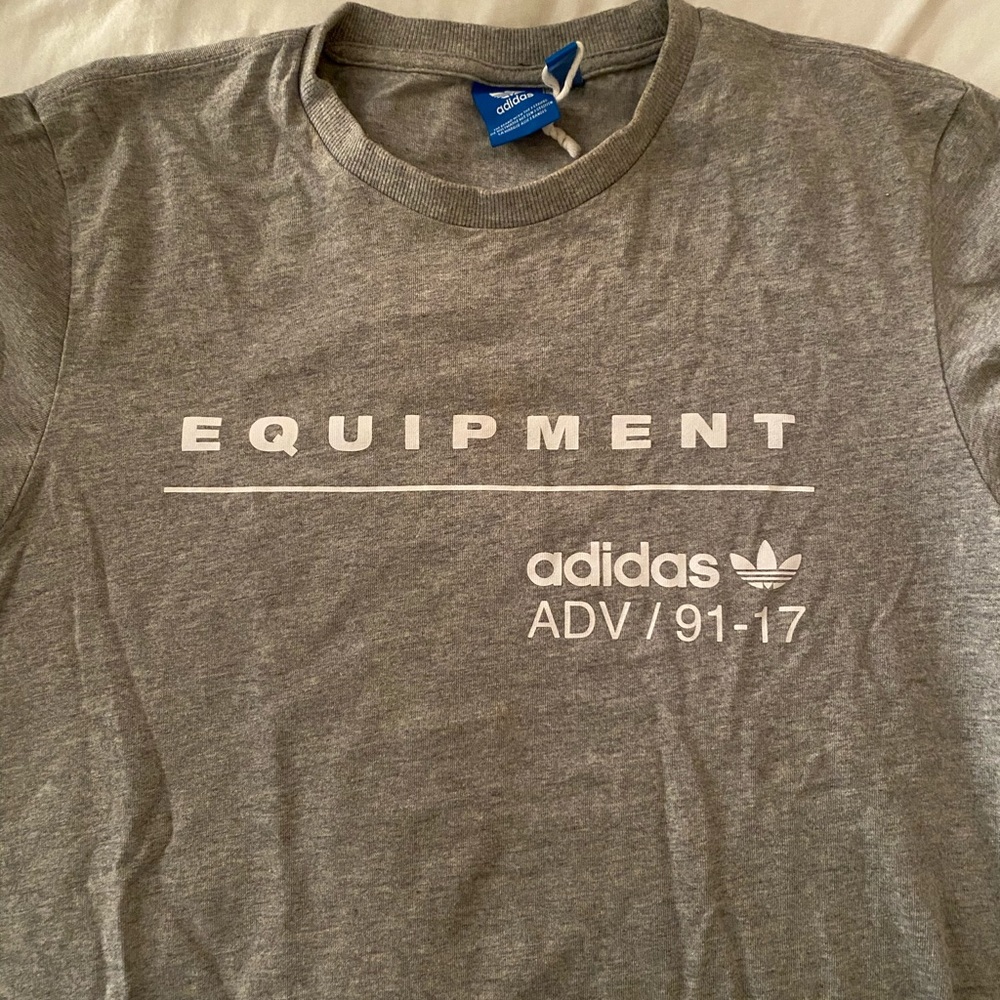 adidas
EQUIPMENT
adidas
ADV / 91-17